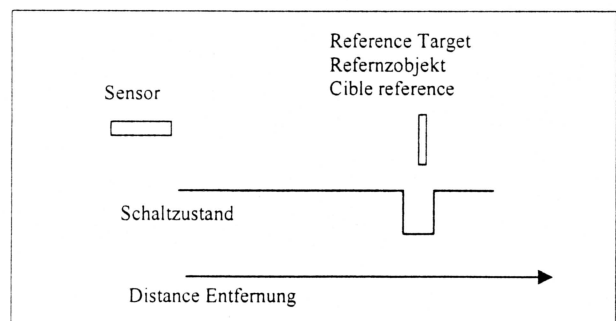 Reference Target
Refernzobjekt
Cible reference
Sensor
Schaltzustand
Distance Entfernung